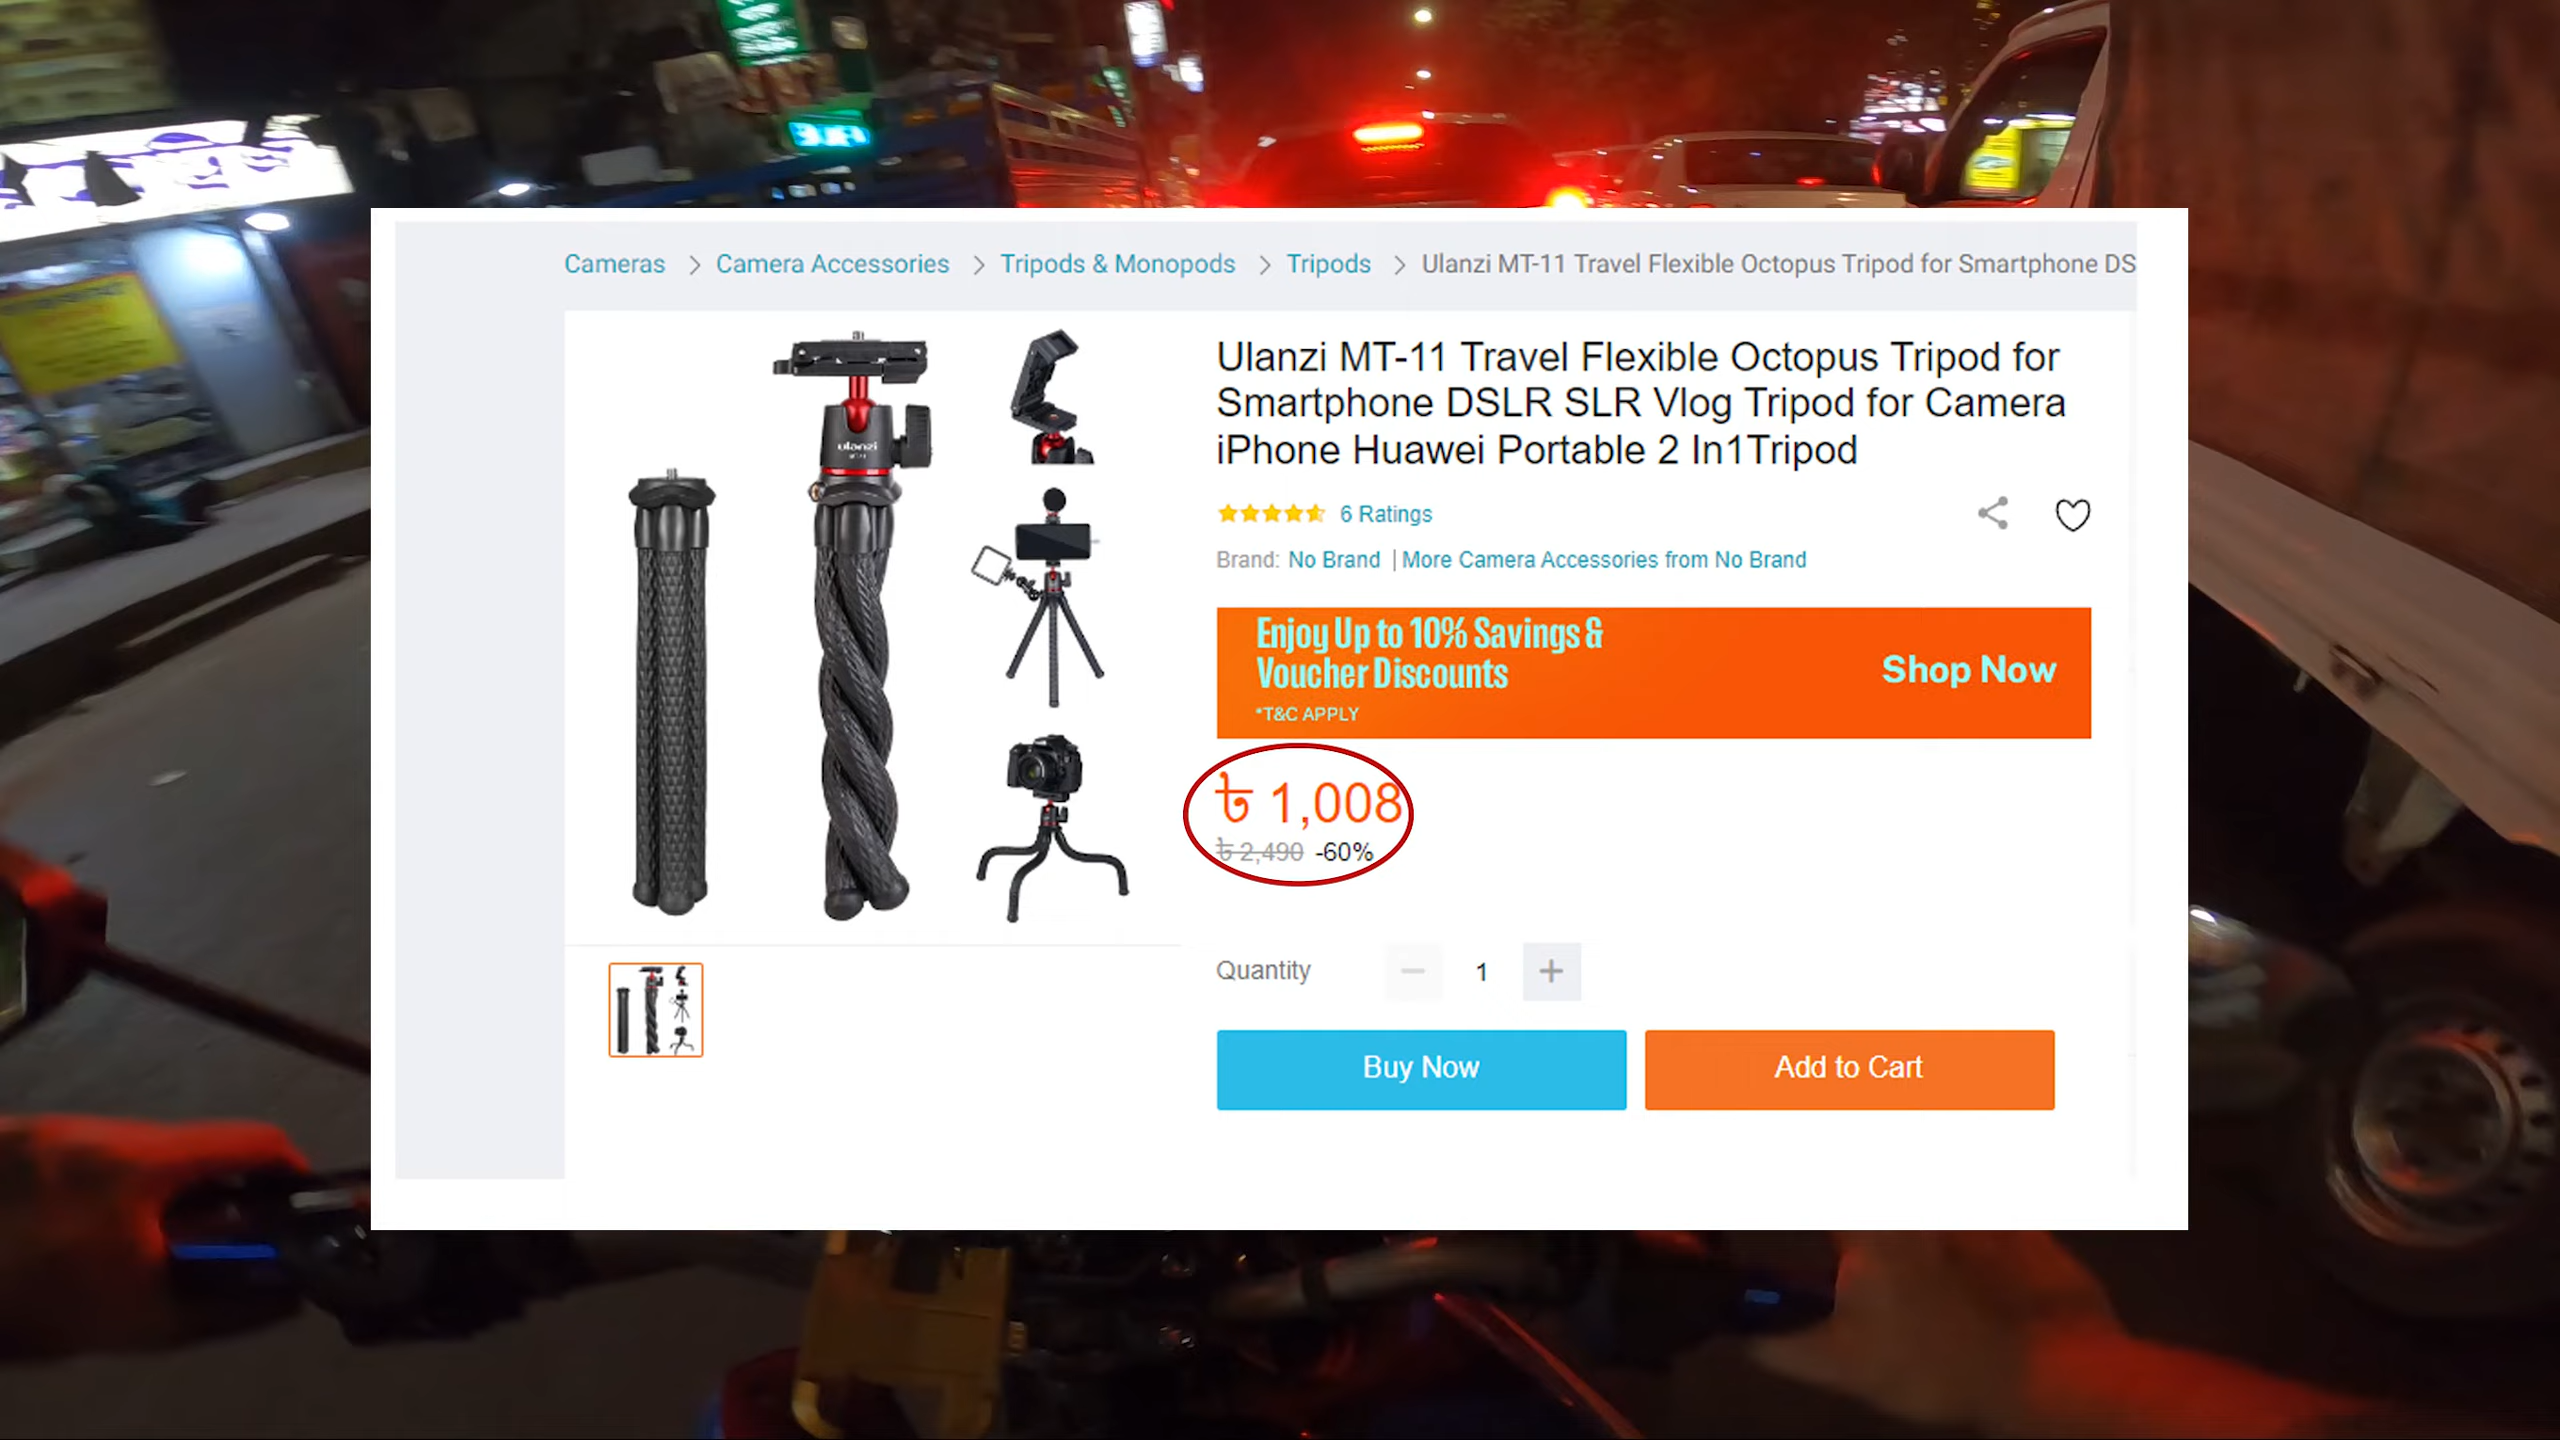 Cameras > Camera Accessories > Tripods & Monopods > Tripods > Ulanzi MT-11 Travel Flexible Octopus Tripod for Smartphone DS
ulanzi
Ulanzi MT-11 Travel Flexible Octopus Tripod for
Smartphone DSLR SLR Vlog Tripod for Camera
iPhone Huawei Portable 2 In1Tripod
6 Ratings
Brand: No Brand | More Camera Accessories from No Brand
Enjoy Up to 10% Savings &
Voucher Discounts
*T&C APPLY
Shop Now
৳ 1,008
৳ 2,490 -60%
Quantity − 1 +
Buy Now
Add to Cart